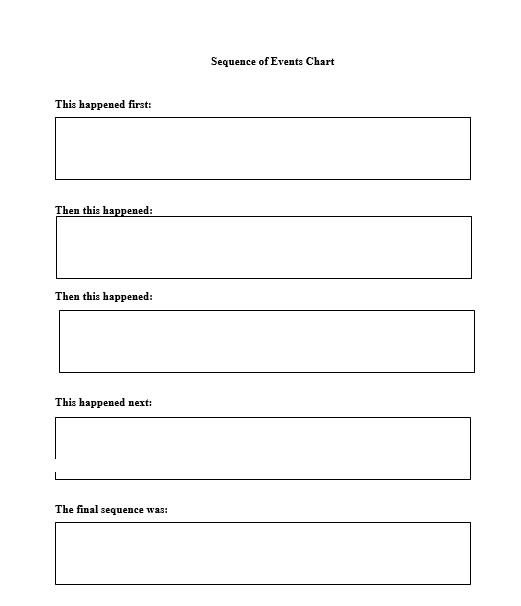 Sequence of Events Chart
This happened first:
Then this happened:
Then this happened:
This happened next:
The final sequence was: